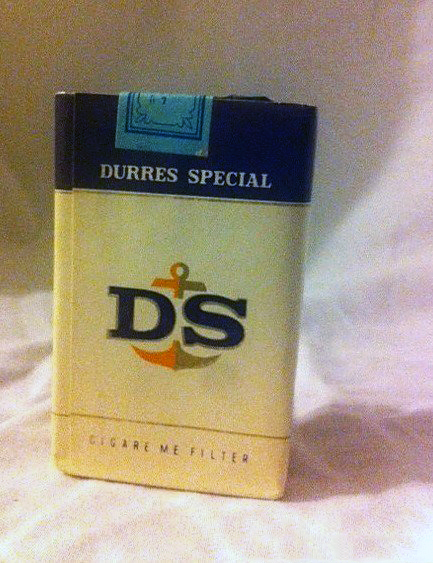 DURRES SPECIAL
DS
CIGARE ME FILTER